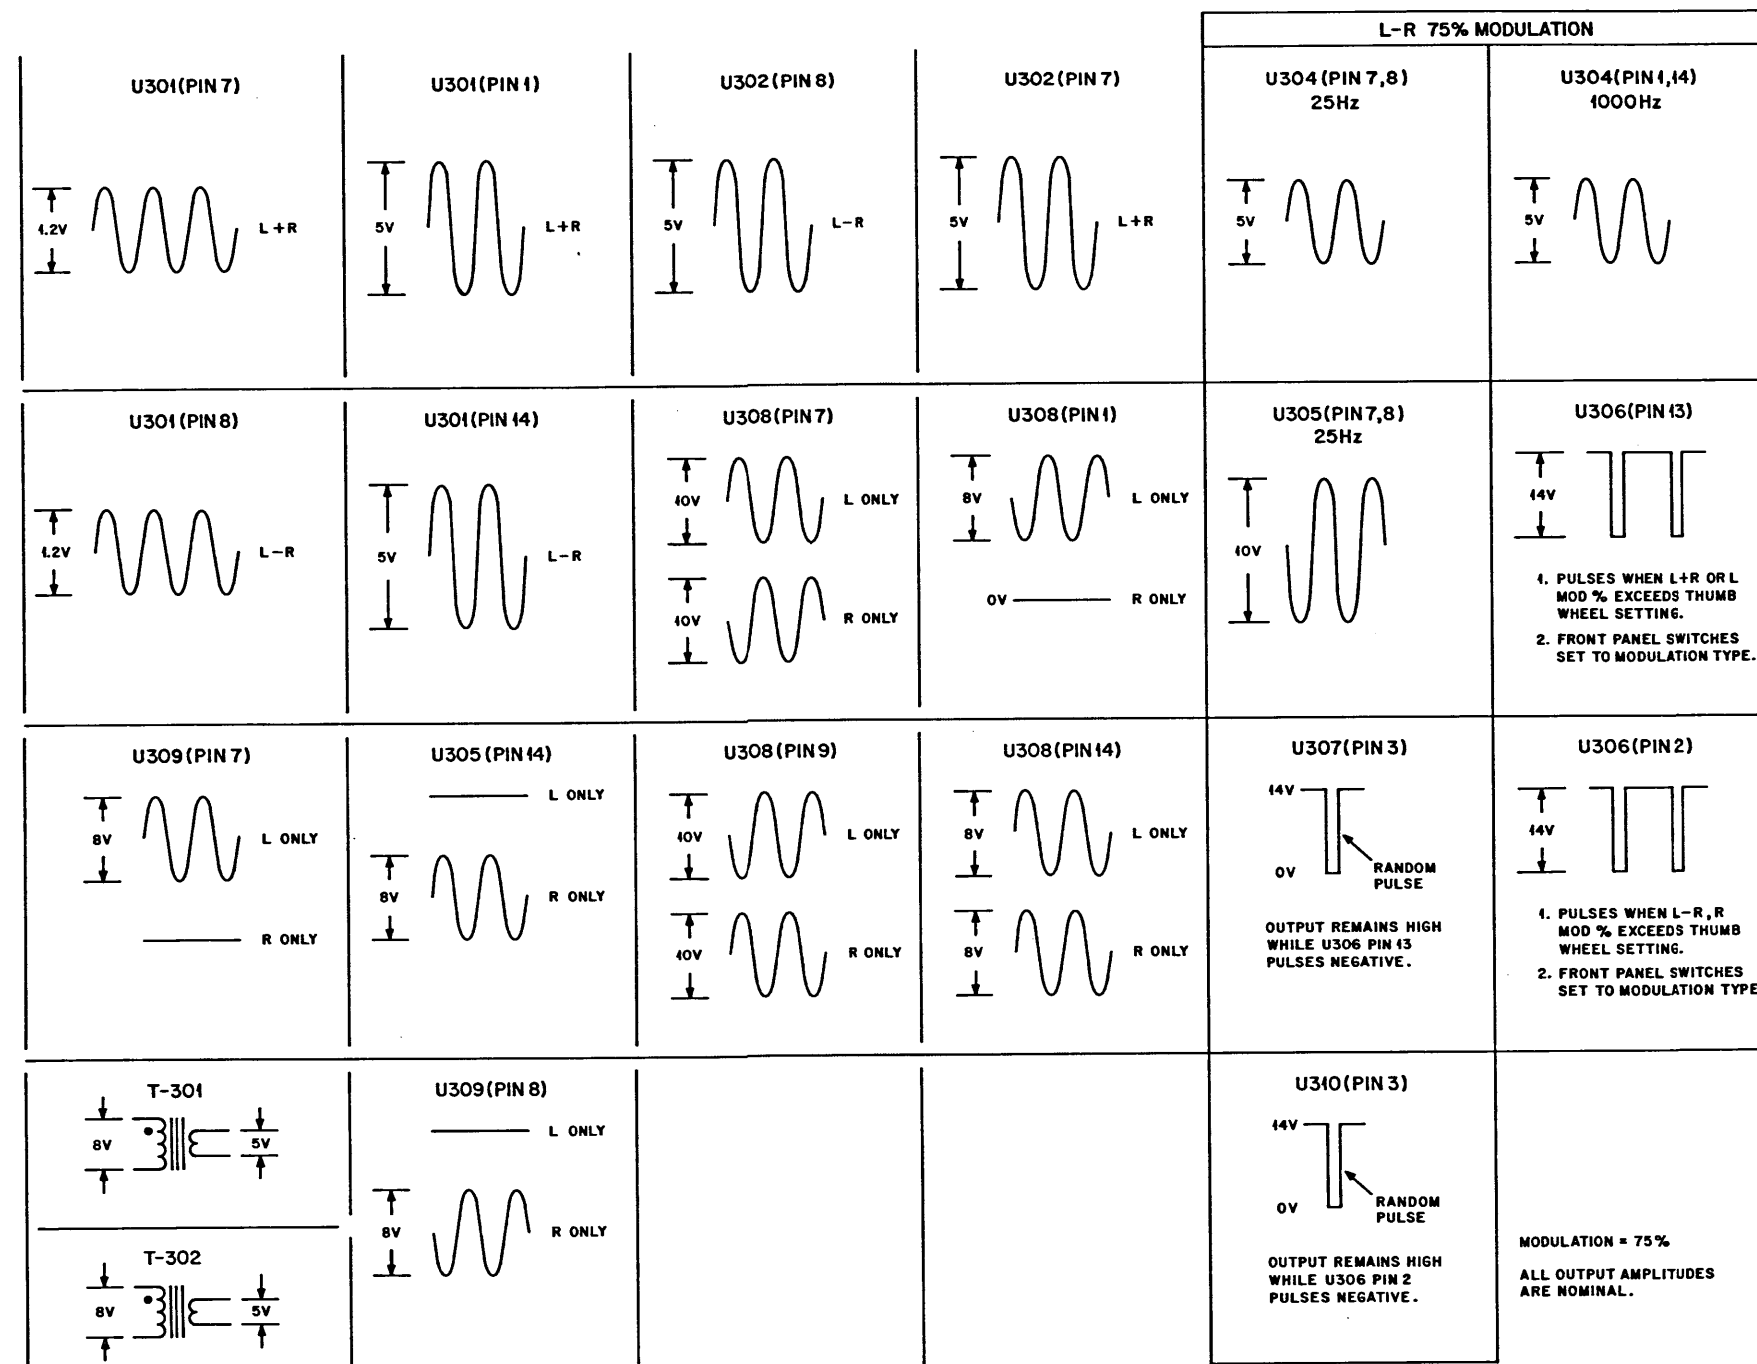 L-R 75% MODULATION
U301(PIN 7)
1.2V
L+R
U301(PIN 1)
5V
L+R
U302(PIN 8)
5V
L-R
U302(PIN 7)
5V
L+R
U304(PIN 7,8)
25Hz
5V
U304(PIN 1,14)
1000Hz
5V
U301(PIN 8)
1.2V
L-R
U301(PIN 14)
5V
L-R
U308(PIN 7)
10V
L ONLY
10V
R ONLY
U308(PIN 1)
8V
L ONLY
0V
R ONLY
U305(PIN 7,8)
25Hz
10V
U306(PIN 13)
14V
1. PULSES WHEN L+R OR L
MOD % EXCEEDS THUMB
WHEEL SETTING.
2. FRONT PANEL SWITCHES
SET TO MODULATION TYPE.
U309(PIN 7)
8V
L ONLY
R ONLY
U305(PIN 14)
L ONLY
8V
R ONLY
U308(PIN 9)
10V
L ONLY
10V
R ONLY
U308(PIN 14)
8V
L ONLY
8V
R ONLY
U307(PIN 3)
14V
0V
RANDOM
PULSE
OUTPUT REMAINS HIGH
WHILE U306 PIN 13
PULSES NEGATIVE.
U306(PIN 2)
14V
1. PULSES WHEN L-R, R
MOD % EXCEEDS THUMB
WHEEL SETTING.
2. FRONT PANEL SWITCHES
SET TO MODULATION TYPE
T-301
8V
5V
T-302
8V
5V
U309(PIN 8)
L ONLY
8V
R ONLY
U310(PIN 3)
14V
0V
RANDOM
PULSE
OUTPUT REMAINS HIGH
WHILE U306 PIN 2
PULSES NEGATIVE.
MODULATION = 75%
ALL OUTPUT AMPLITUDES
ARE NOMINAL.